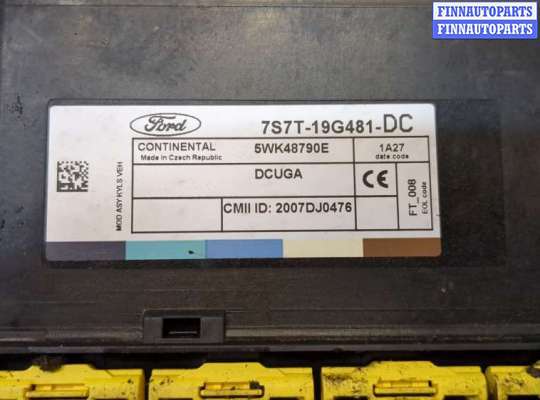 FINNAUTOPARTS
FINNAUTOPARTS
Ford
7S7T-19G481-DC
CONTINENTAL
Made in Czech Republic
5WK48790E
1A27
date code
DCUGA
CE
CMII ID: 2007DJ0476
FT_008
EOL code
MOD ASY KYLS VEH